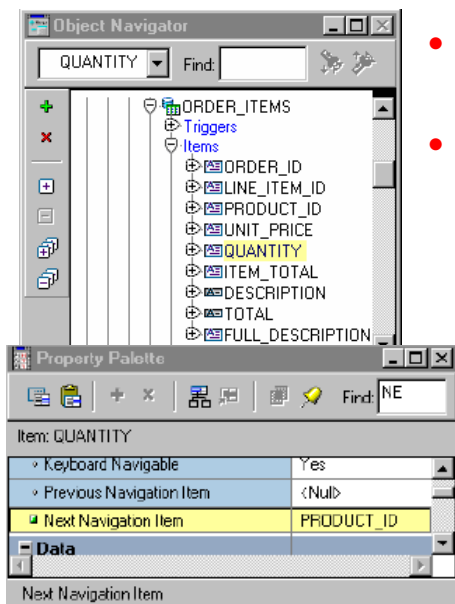 Object Navigator
QUANTITY Find:
ORDER_ITEMS
Triggers
Items
ORDER_ID
LINE_ITEM_ID
PRODUCT_ID
UNIT_PRICE
QUANTITY
ITEM_TOTAL
DESCRIPTION
TOTAL
FULL_DESCRIPTION
Property Palette
Find: NE
Item: QUANTITY
Keyboard Navigable Yes
Previous Navigation Item <Null>
Next Navigation Item PRODUCT_ID
Data
Next Navigation Item